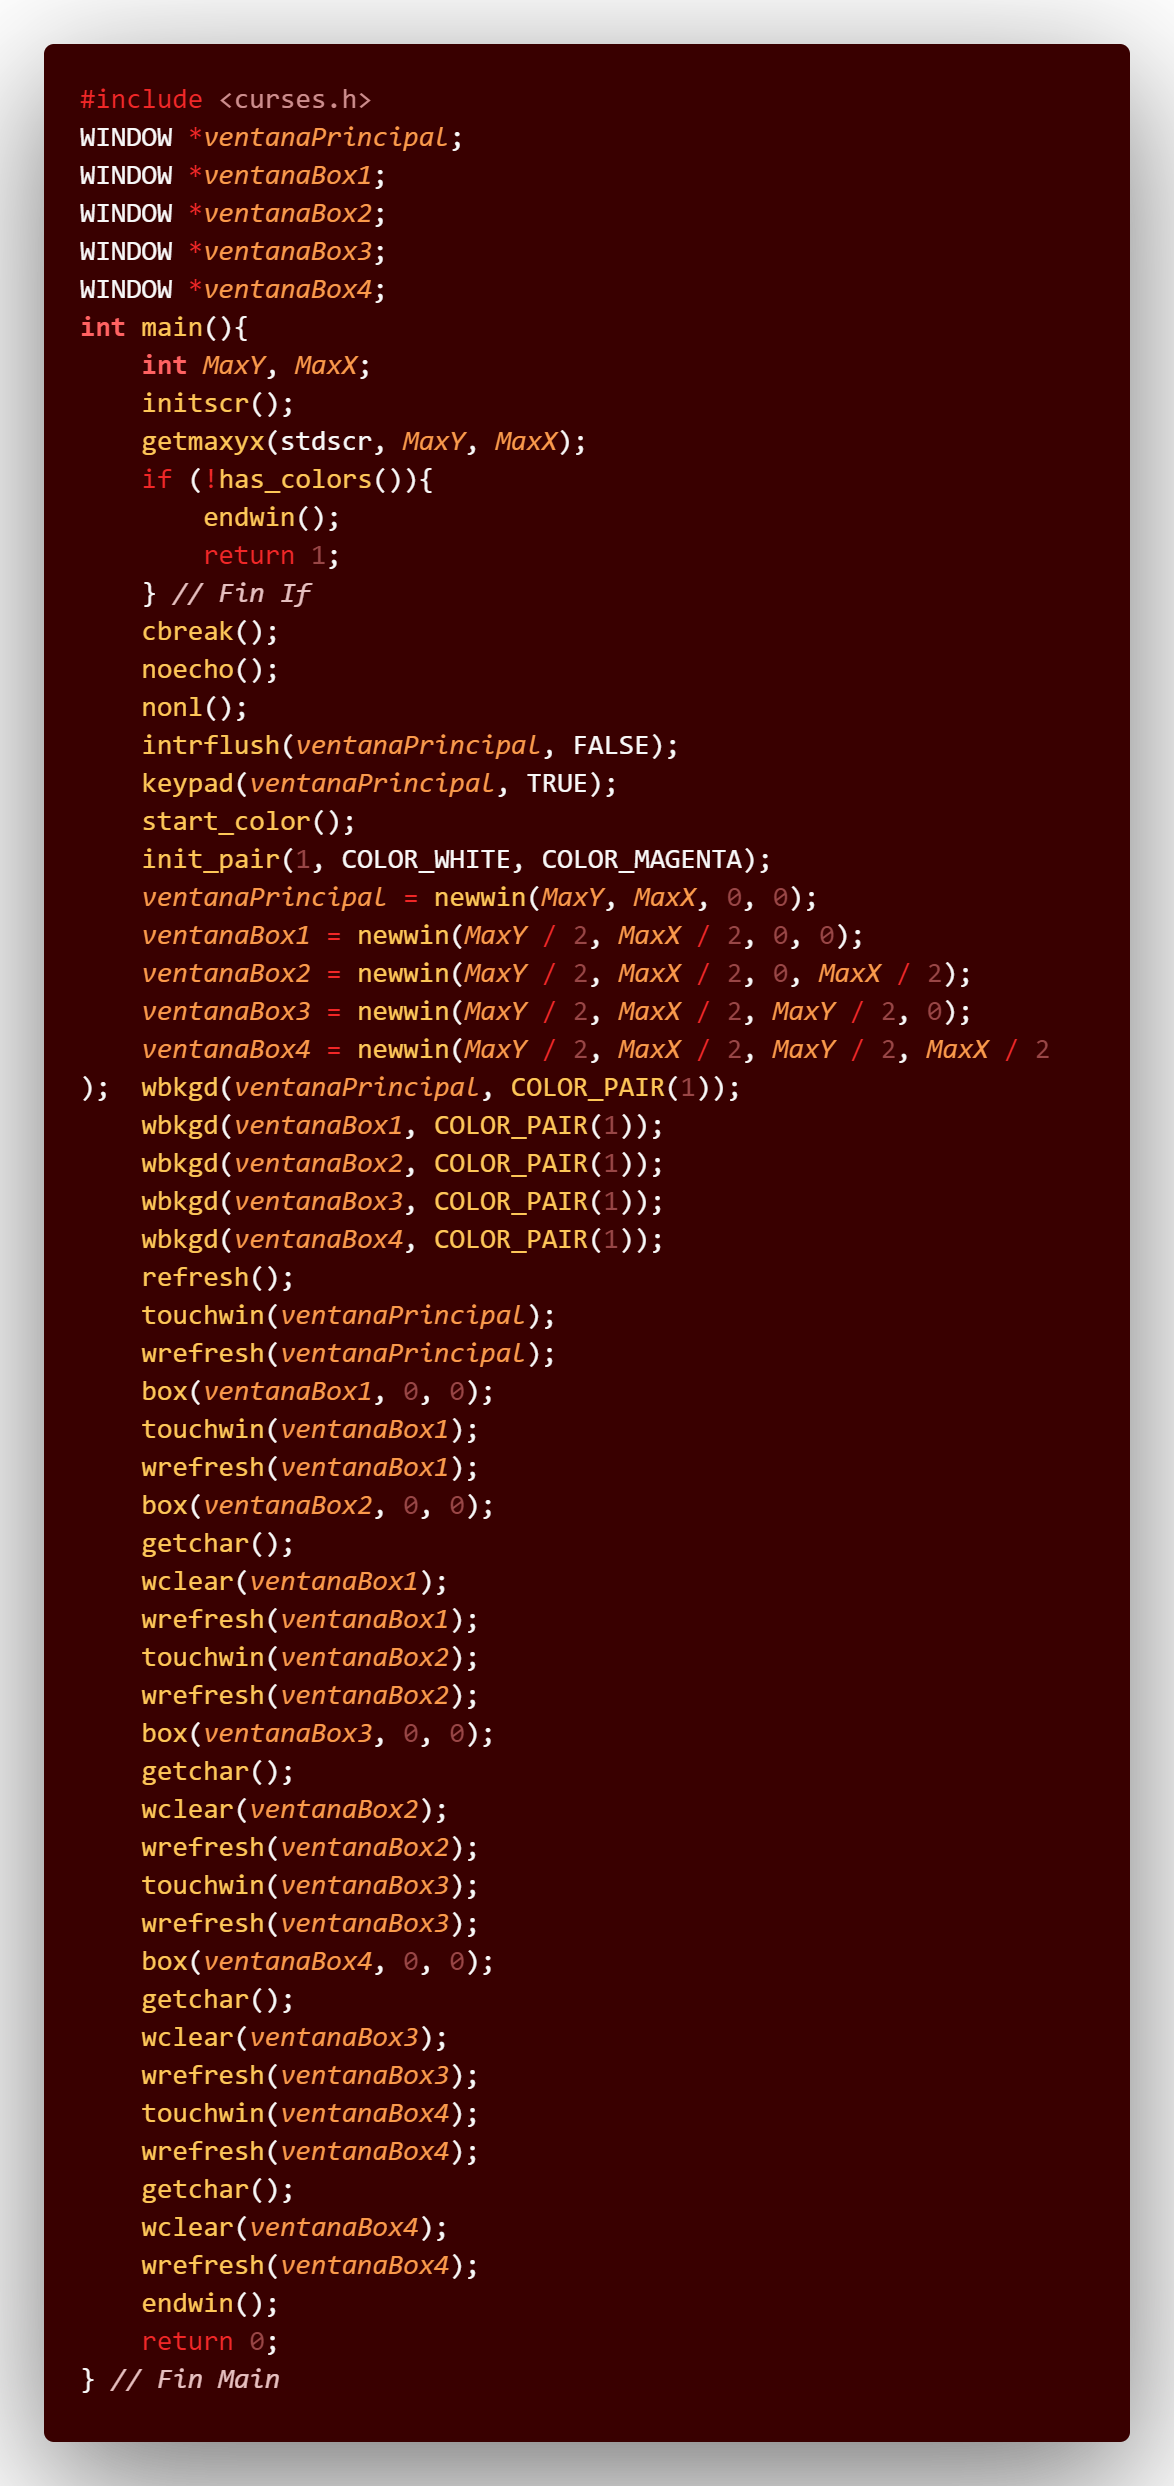 #include <curses.h>
WINDOW *ventanaPrincipal;
WINDOW *ventanaBox1;
WINDOW *ventanaBox2;
WINDOW *ventanaBox3;
WINDOW *ventanaBox4;
int main(){
    int MaxY, MaxX;
    initscr();
    getmaxyx(stdscr, MaxY, MaxX);
    if (!has_colors()){
        endwin();
        return 1;
    } // Fin If
    cbreak();
    noecho();
    nonl();
    intrflush(ventanaPrincipal, FALSE);
    keypad(ventanaPrincipal, TRUE);
    start_color();
    init_pair(1, COLOR_WHITE, COLOR_MAGENTA);
    ventanaPrincipal = newwin(MaxY, MaxX, 0, 0);
    ventanaBox1 = newwin(MaxY / 2, MaxX / 2, 0, 0);
    ventanaBox2 = newwin(MaxY / 2, MaxX / 2, 0, MaxX / 2);
    ventanaBox3 = newwin(MaxY / 2, MaxX / 2, MaxY / 2, 0);
    ventanaBox4 = newwin(MaxY / 2, MaxX / 2, MaxY / 2, MaxX / 2
);  wbkgd(ventanaPrincipal, COLOR_PAIR(1));
    wbkgd(ventanaBox1, COLOR_PAIR(1));
    wbkgd(ventanaBox2, COLOR_PAIR(1));
    wbkgd(ventanaBox3, COLOR_PAIR(1));
    wbkgd(ventanaBox4, COLOR_PAIR(1));
    refresh();
    touchwin(ventanaPrincipal);
    wrefresh(ventanaPrincipal);
    box(ventanaBox1, 0, 0);
    touchwin(ventanaBox1);
    wrefresh(ventanaBox1);
    box(ventanaBox2, 0, 0);
    getchar();
    wclear(ventanaBox1);
    wrefresh(ventanaBox1);
    touchwin(ventanaBox2);
    wrefresh(ventanaBox2);
    box(ventanaBox3, 0, 0);
    getchar();
    wclear(ventanaBox2);
    wrefresh(ventanaBox2);
    touchwin(ventanaBox3);
    wrefresh(ventanaBox3);
    box(ventanaBox4, 0, 0);
    getchar();
    wclear(ventanaBox3);
    wrefresh(ventanaBox3);
    touchwin(ventanaBox4);
    wrefresh(ventanaBox4);
    getchar();
    wclear(ventanaBox4);
    wrefresh(ventanaBox4);
    endwin();
    return 0;
} // Fin Main